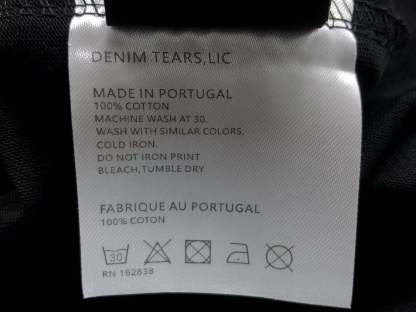 DENIM TEARS,LIC
MADE IN PORTUGAL
100% COTTON
MACHINE WASH AT 30.
WASH WITH SIMILAR COLORS.
COLD IRON.
DO NOT IRON PRINT
BLEACH,TUMBLE DRY
FABRIQUE AU PORTUGAL
100% COTON
30
RN 162838